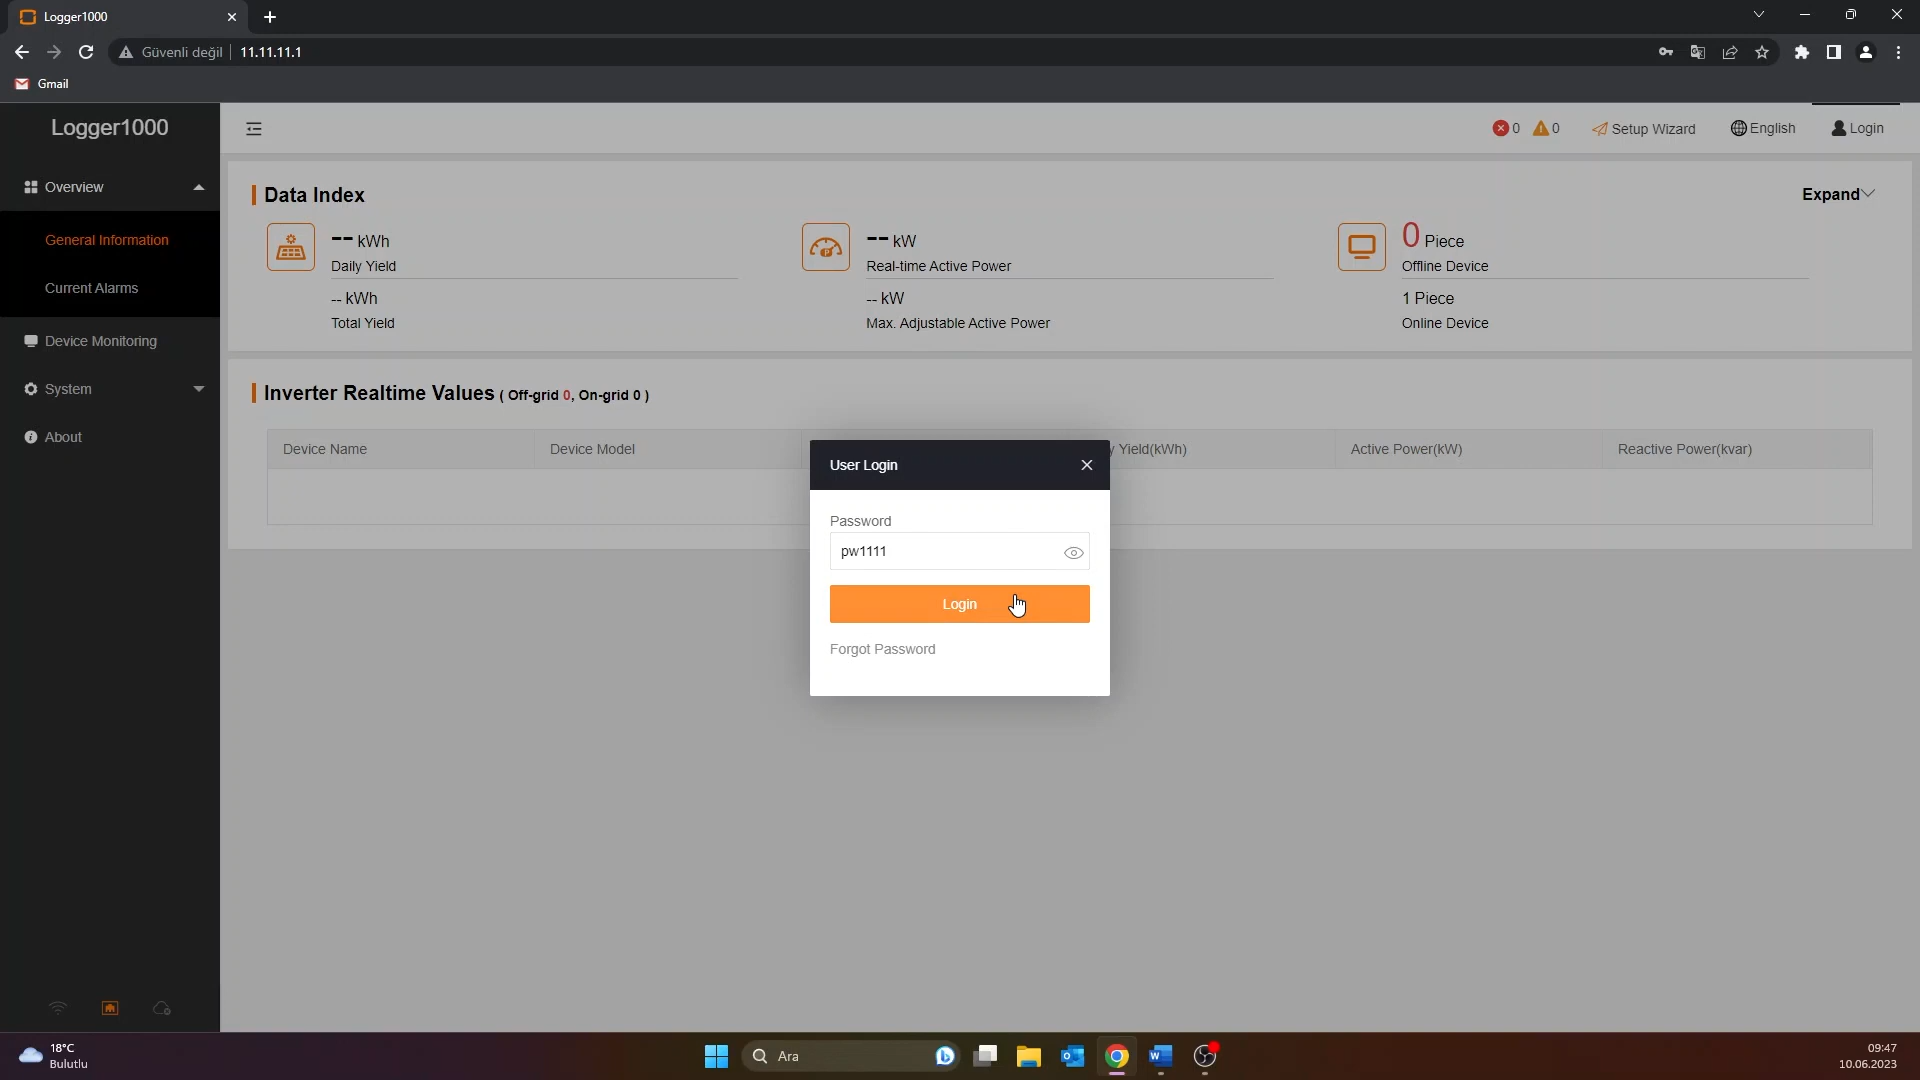 Logger1000
Güvenli değil
11.11.11.1
Gmail
Logger1000
0
0
Setup Wizard
English
Login
Overview
General Information
Current Alarms
Device Monitoring
System
About
Data Index
Expand
-- kWh
Daily Yield
-- kWh
Total Yield
-- kW
Real-time Active Power
-- kW
Max. Adjustable Active Power
0 Piece
Offline Device
1 Piece
Online Device
Inverter Realtime Values ( Off-grid 0, On-grid 0 )
Device Name
Device Model
Yield(kWh)
Active Power(kW)
Reactive Power(kvar)
User Login
Password
pw1111
Login
Forgot Password
18°C
Bulutlu
Ara
09:47
10.06.2023